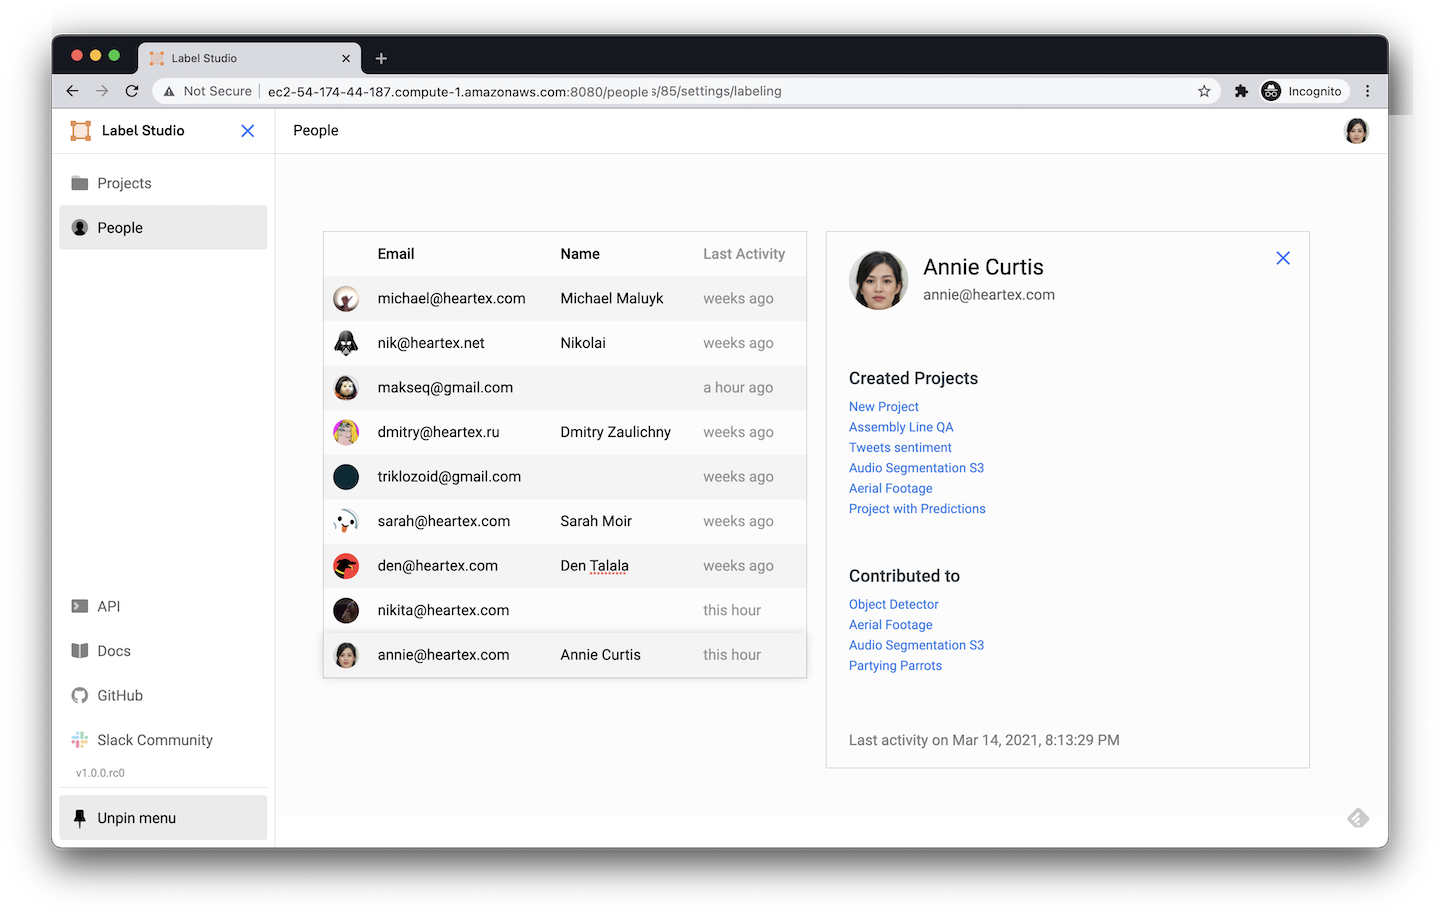 Label Studio
Not Secure ec2-54-174-44-187.compute-1.amazonaws.com:8080/people s/85/settings/labeling Incognito
Label Studio
People
Projects
People
API
Docs
GitHub
Slack Community
v1.0.0.rc0
Unpin menu
Email Name Last Activity
michael@heartex.com Michael Maluyk weeks ago
nik@heartex.net Nikolai weeks ago
makseq@gmail.com a hour ago
dmitry@heartex.ru Dmitry Zaulichny weeks ago
triklozoid@gmail.com weeks ago
sarah@heartex.com Sarah Moir weeks ago
den@heartex.com Den Talala weeks ago
nikita@heartex.com this hour
annie@heartex.com Annie Curtis this hour
Annie Curtis
annie@heartex.com
Created Projects
New Project
Assembly Line QA
Tweets sentiment
Audio Segmentation S3
Aerial Footage
Project with Predictions
Contributed to
Object Detector
Aerial Footage
Audio Segmentation S3
Partying Parrots
Last activity on Mar 14, 2021, 8:13:29 PM